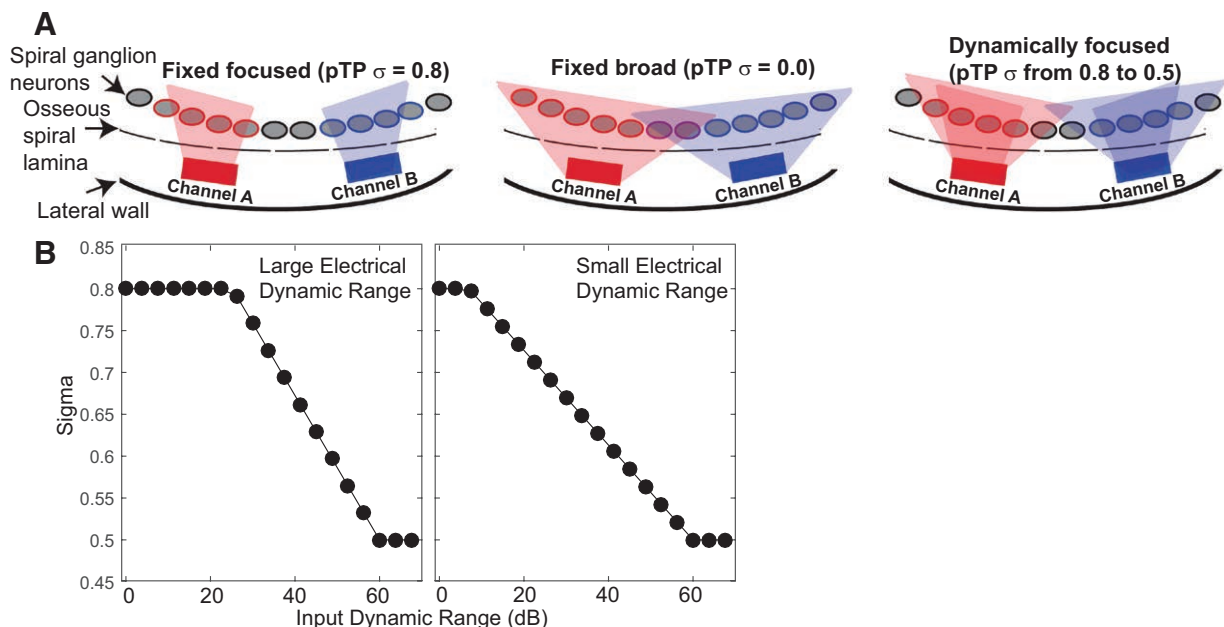 A
Spiral ganglion
neurons
Osseous
spiral
lamina
Lateral wall
Fixed focused (pTP σ = 0.8)
Channel A
Channel B
Fixed broad (pTP σ = 0.0)
Channel A
Channel B
Dynamically focused
(pTP σ from 0.8 to 0.5)
Channel A
Channel B
B
Sigma
0.85
0.8
0.75
0.7
0.65
0.6
0.55
0.5
0.45
Large Electrical
Dynamic Range
0 20 40 60
Small Electrical
Dynamic Range
0 20 40 60
Input Dynamic Range (dB)